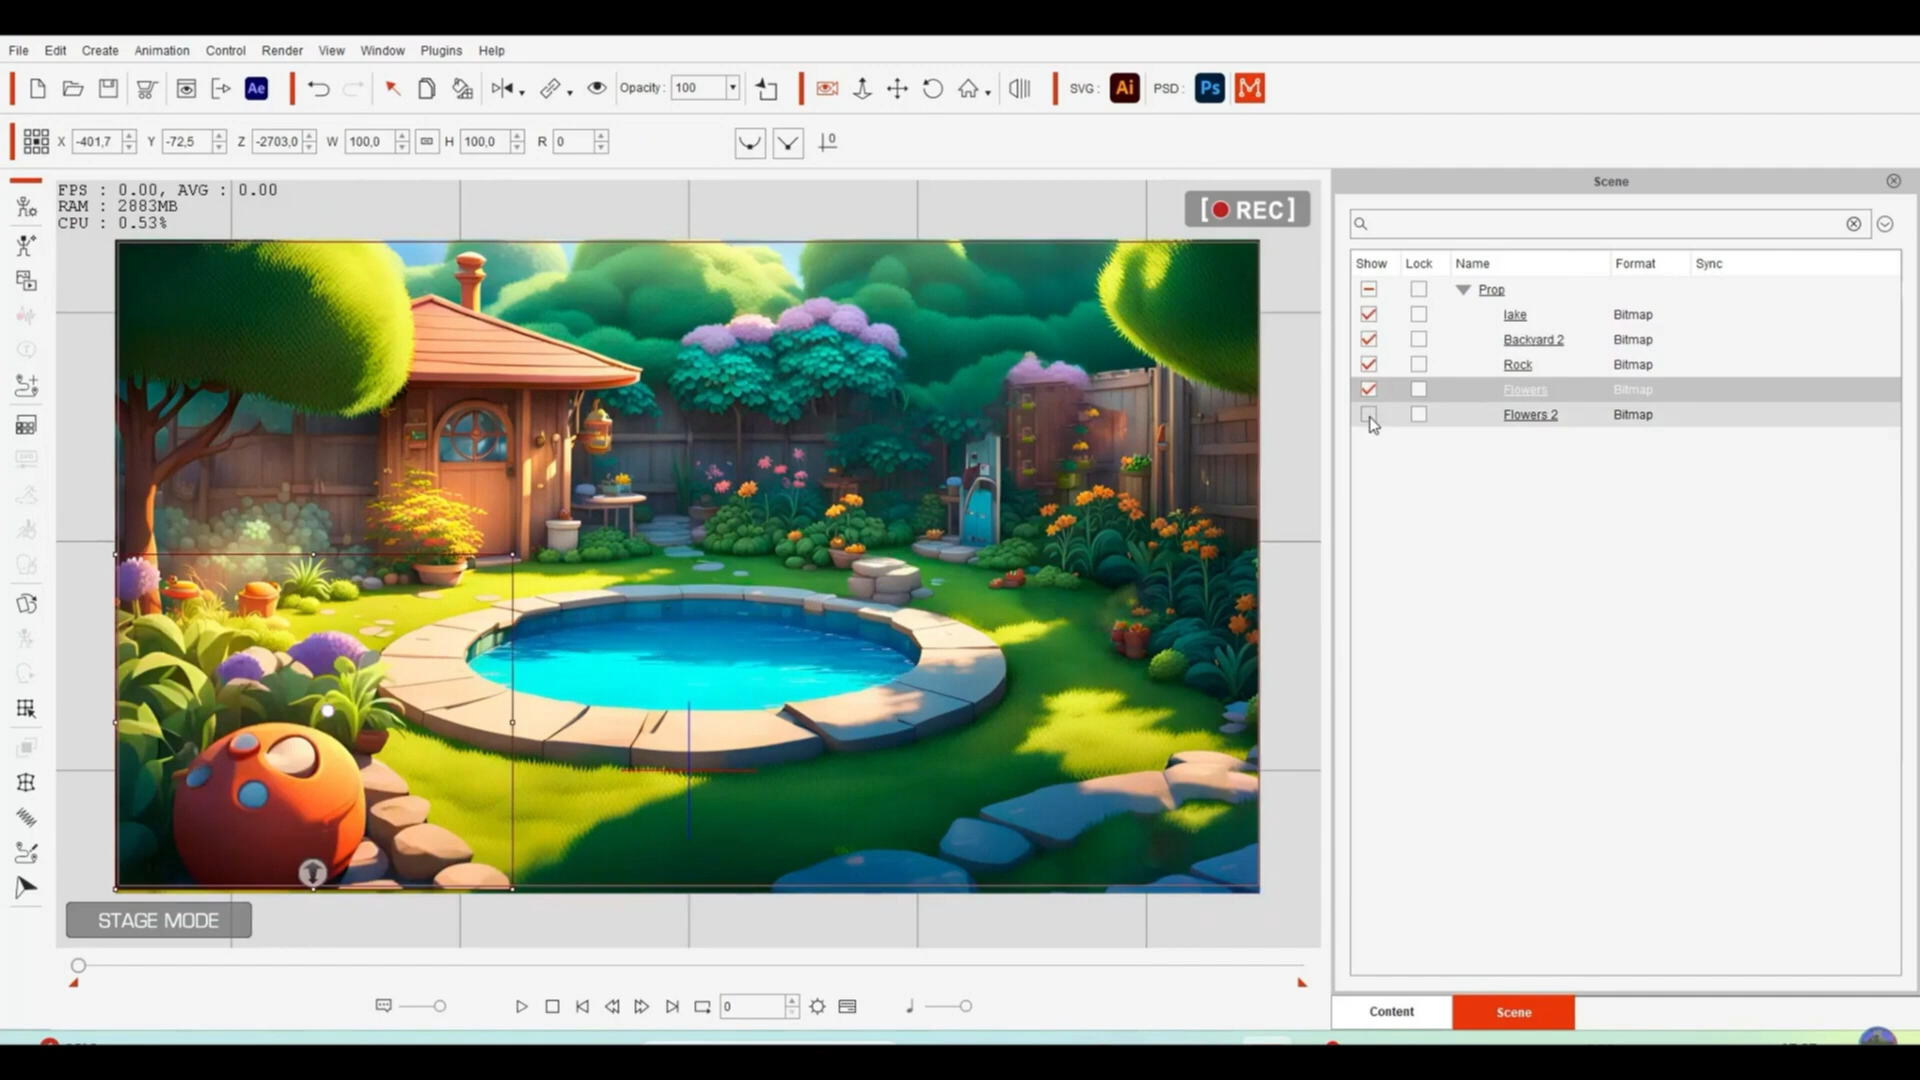 File Edit Create Animation Control Render View Window Plugins Help
Ae Opacity : 100 SVG : Ai PSD : Ps
X -401,7 Y -72,5 Z -2703,0 W 100,0 H 100,0 R 0 0
FPS : 0.00, AVG : 0.00
RAM : 2883MB
CPU : 0.53%
[ REC ]
Scene
Show Lock Name Format Sync
Prop
lake Bitmap
Backyard 2 Bitmap
Rock Bitmap
Flowers Bitmap
Flowers 2 Bitmap
STAGE MODE
0
Content Scene